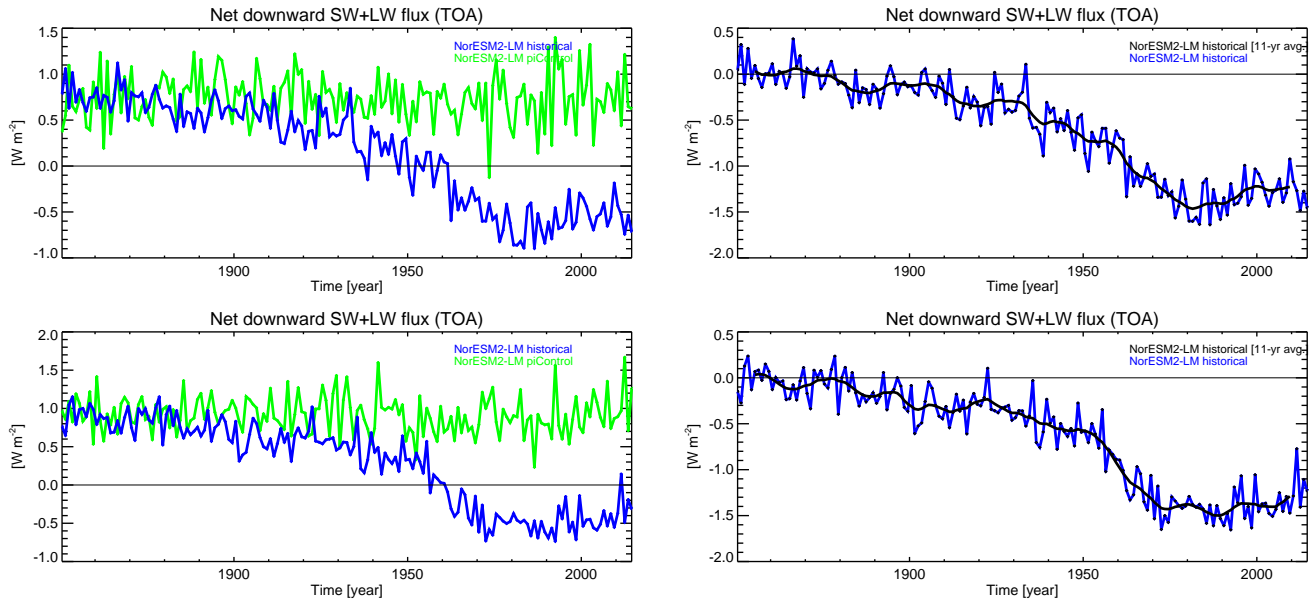 Net downward SW+LW flux (TOA)
1.5
1.0
0.5
0.0
-0.5
-1.0
[W m-2]
NorESM2-LM historical
NorESM2-LM piControl
1900
1950
2000
Time [year]
Net downward SW+LW flux (TOA)
0.5
0.0
-0.5
-1.0
-1.5
-2.0
[W m-2]
NorESM2-LM historical [11-yr avg
NorESM2-LM historical
1900
1950
2000
Time [year]
Net downward SW+LW flux (TOA)
2.0
1.5
1.0
0.5
0.0
-0.5
-1.0
[W m-2]
NorESM2-LM historical
NorESM2-LM piControl
1900
1950
2000
Time [year]
Net downward SW+LW flux (TOA)
0.5
0.0
-0.5
-1.0
-1.5
-2.0
[W m-2]
NorESM2-LM historical [11-yr avg
NorESM2-LM historical
1900
1950
2000
Time [year]